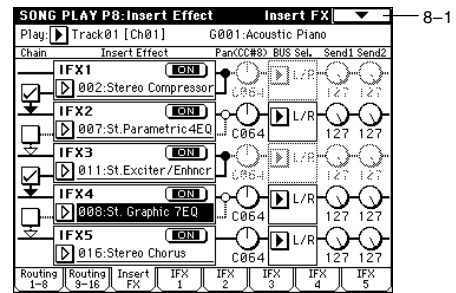 SONG PLAY P8:Insert Effect Insert FX
8–1
Play: Track01 [Ch01] G001:Acoustic Piano
Chain Insert Effect Pan(CC#8) BUS Sel. Send1 Send2
IFX1 ON
002:Stereo Compressor C064 L/R 127 127
IFX2 ON
007:St.Parametric4EQ C064 L/R 127 127
IFX3 ON
011:St.Exciter/Enhncr C064 L/R 127 127
IFX4 ON
008:St. Graphic 7EQ C064 L/R 127 127
IFX5 ON
016:Stereo Chorus C064 L/R 127 127
Routing 1-8 Routing 9-16 Insert FX IFX 1 IFX 2 IFX 3 IFX 4 IFX 5